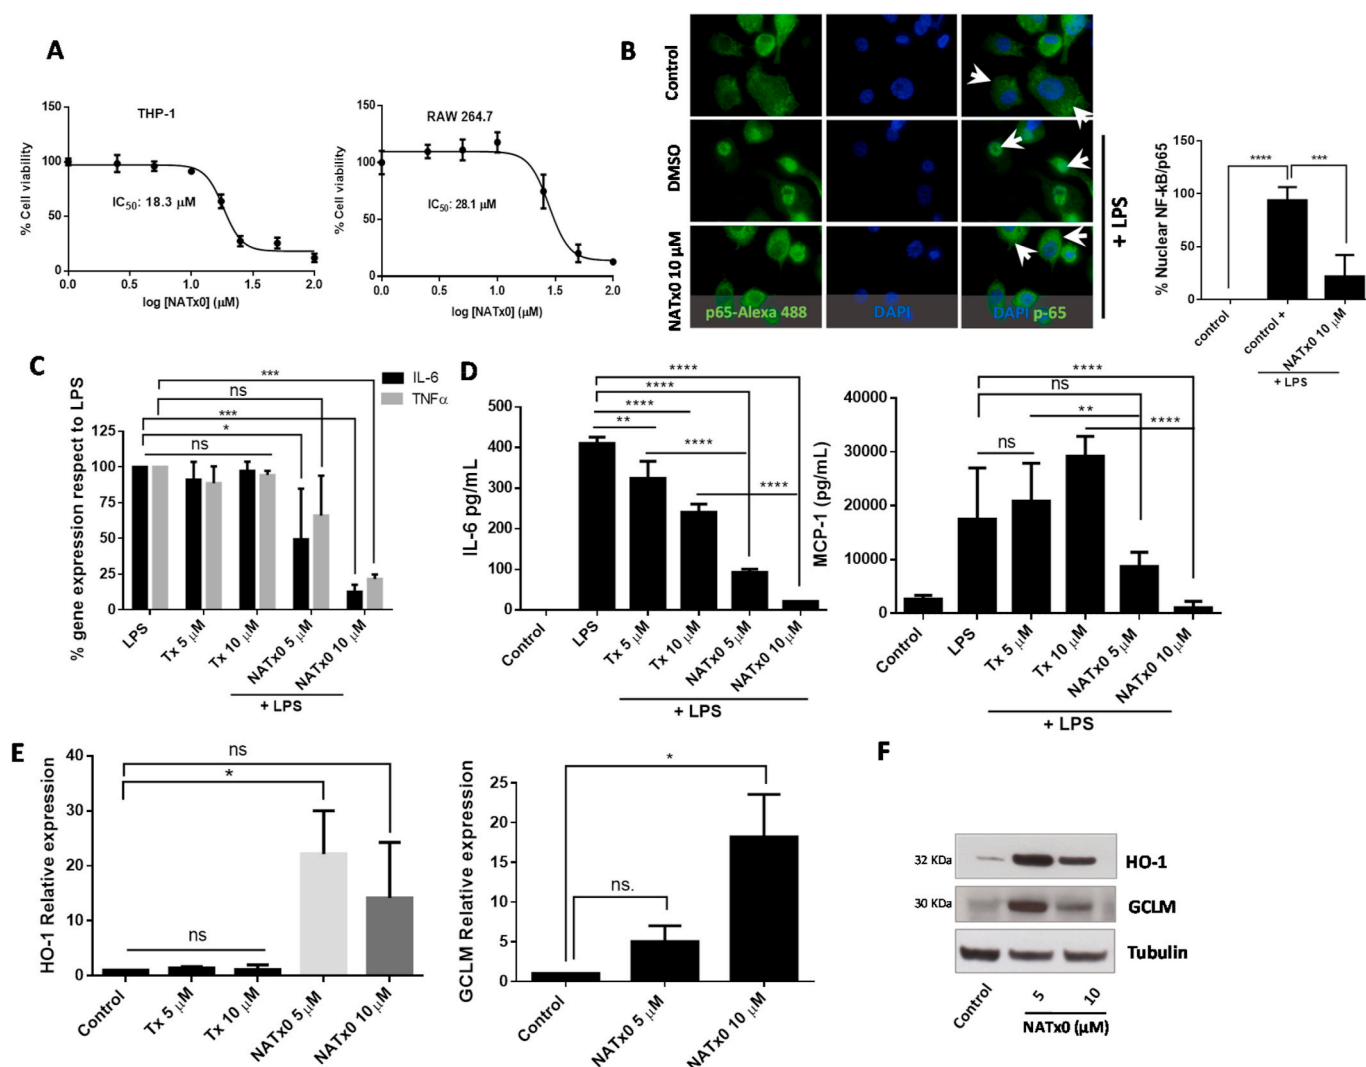 A
THP-1
% Cell viability
150
100
50
0
IC50: 18.3 μM
0.0 0.5 1.0 1.5 2.0
log [NATx0] (μM)
RAW 264.7
% Cell viability
150
100
50
0
IC50: 28.1 μM
0.0 0.5 1.0 1.5 2.0
log [NATx0] (μM)
B
Control
DMSO
NATx0 10 μM
p65-Alexa 488
DAPI
DAPI p-65
+ LPS
% Nuclear NF-kB/p65
150
100
50
0
**** ***
control
control +
NATx0 10 μM
+ LPS
C
***
ns
***
*
ns
IL-6
TNFα
% gene expression respect to LPS
125
100
75
50
25
0
LPS
Tx 5 μM
Tx 10 μM
NATx0 5 μM
NATx0 10 μM
+ LPS
D
****
****
****
** ****
****
IL-6 pg/mL
500
400
300
200
100
0
Control
LPS
Tx 5 μM
Tx 10 μM
NATx0 5 μM
NATx0 10μM
+ LPS
****
ns
**
ns ****
MCP-1 (pg/mL)
40000
30000
20000
10000
0
Control
LPS
Tx 5 μM
Tx 10 μM
NATx0 5 μM
NATx0 10 μM
+ LPS
E
ns
*
ns
HO-1 Relative expression
40
30
20
10
0
Control
Tx 5 μM
Tx 10 μM
NATx0 5 μM
NATx0 10 μM
*
ns.
GCLM Relative expression
25
20
15
10
5
0
Control
NATx0 5 μM
NATx0 10 μM
F
32 KDa
HO-1
30 KDa
GCLM
Tubulin
Control
5 10
NATx0 (μM)